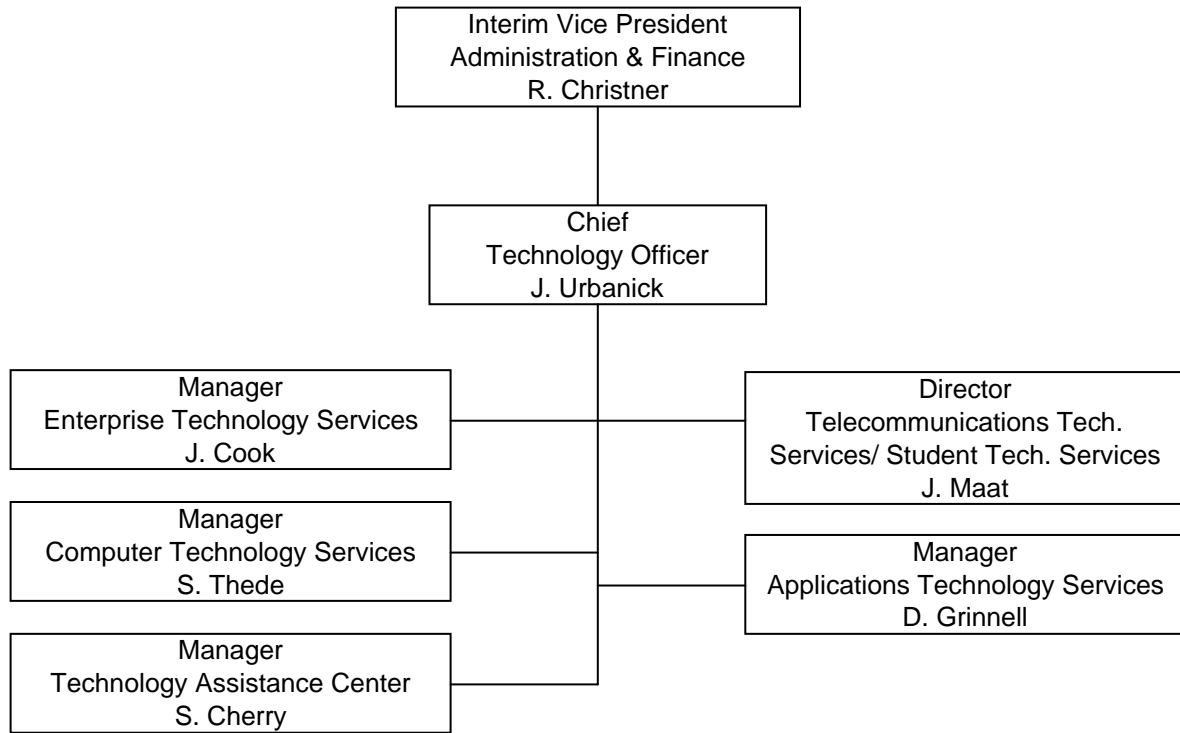 Interim Vice President
Administration & Finance
R. Christner
Chief
Technology Officer
J. Urbanick
Manager
Enterprise Technology Services
J. Cook
Director
Telecommunications Tech.
Services/ Student Tech. Services
J. Maat
Manager
Computer Technology Services
S. Thede
Manager
Applications Technology Services
D. Grinnell
Manager
Technology Assistance Center
S. Cherry